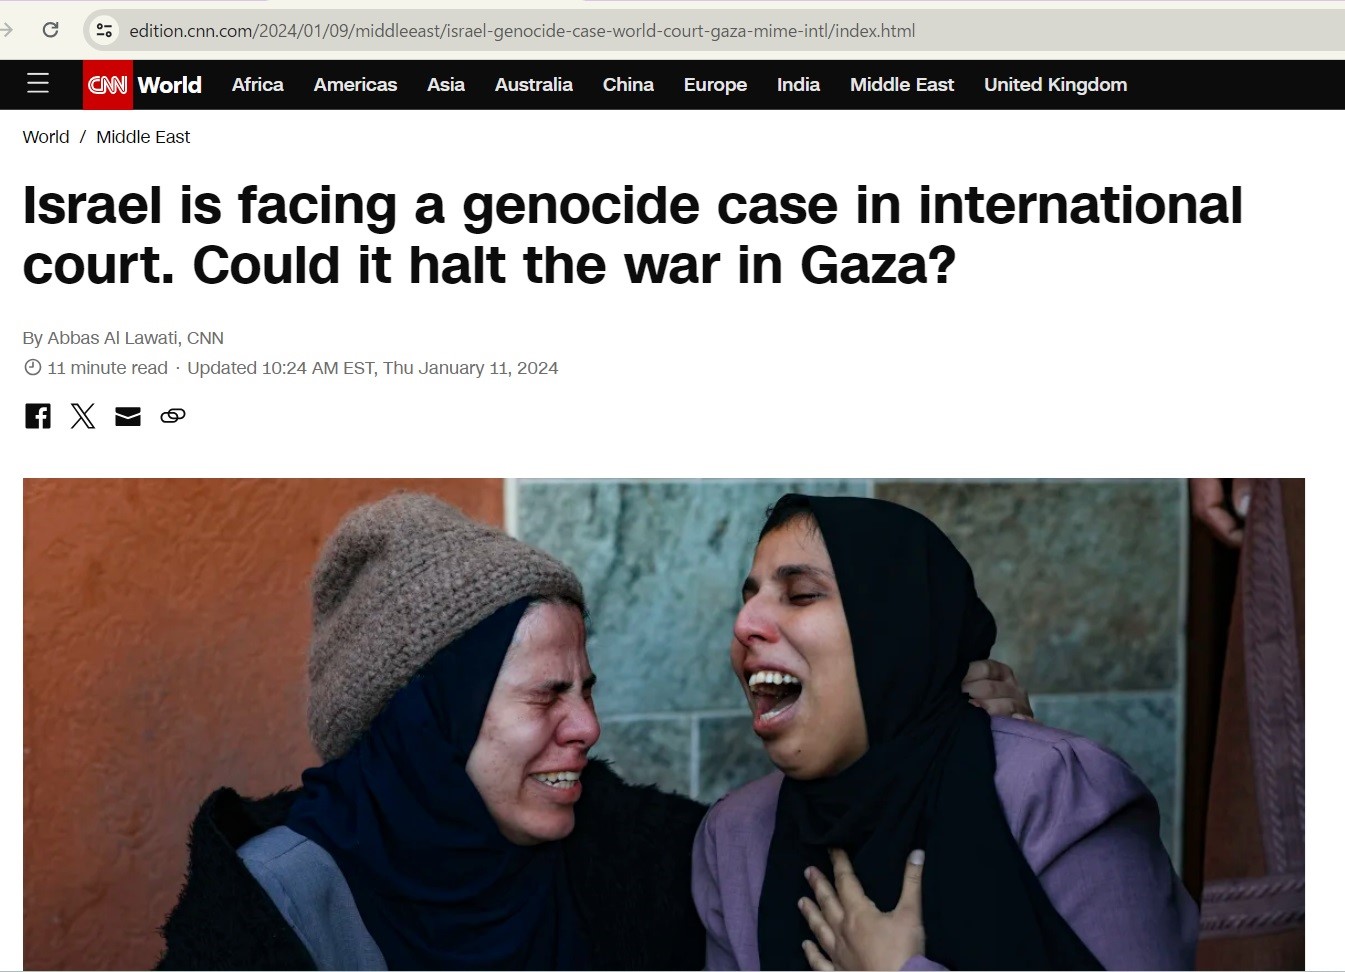 edition.cnn.com/2024/01/09/middleeast/israel-genocide-case-world-court-gaza-mime-intl/index.html
CNN World Africa Americas Asia Australia China Europe India Middle East United Kingdom
World / Middle East
Israel is facing a genocide case in international
court. Could it halt the war in Gaza?
By Abbas Al Lawati, CNN
11 minute read · Updated 10:24 AM EST, Thu January 11, 2024